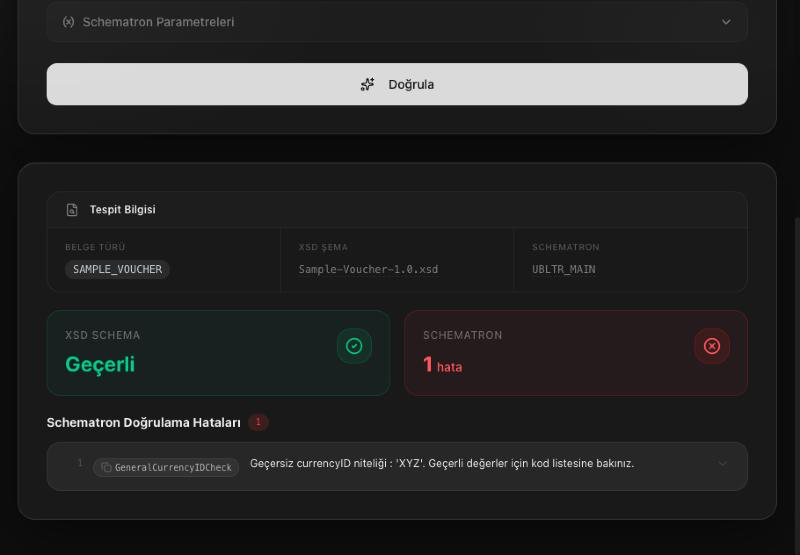 Schematron Parametreleri
Doğrula
Tespit Bilgisi
BELGE TÜRÜ
SAMPLE_VOUCHER
XSD ŞEMA
Sample-Voucher-1.0.xsd
SCHEMATRON
UBLTR_MAIN
XSD SCHEMA
Geçerli
SCHEMATRON
1 hata
Schematron Doğrulama Hataları 1
1 GeneralCurrencyIDCheck Geçersiz currencyID niteliği : 'XYZ'. Geçerli değerler için kod listesine bakınız.